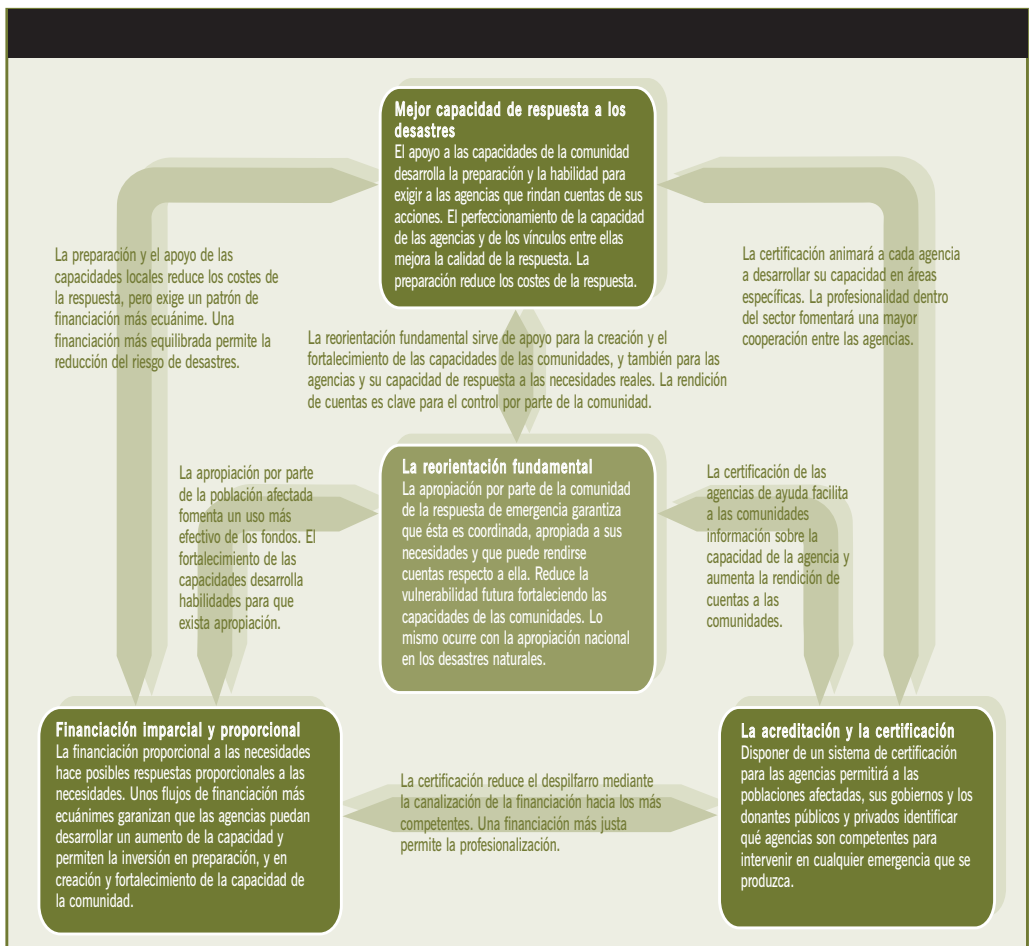 Mejor capacidad de respuesta a los
desastres
El apoyo a las capacidades de la comunidad
desarrolla la preparación y la habilidad para
exigir a las agencias que rindan cuentas de sus
acciones. El perfeccionamiento de la capacidad
de las agencias y de los vínculos entre ellas
mejora la calidad de la respuesta. La
preparación reduce los costes de la respuesta.
La preparación y el apoyo de las
capacidades locales reduce los costes de
la respuesta, pero exige un patrón de
financiación más ecuánime. Una
financiación más equilibrada permite la
reducción del riesgo de desastres.
La certificación animará a cada agencia
a desarrollar su capacidad en áreas
específicas. La profesionalidad dentro
del sector fomentará una mayor
cooperación entre las agencias.
La reorientación fundamental sirve de apoyo para la creación y el
fortalecimiento de las capacidades de las comunidades, y también para las
agencias y su capacidad de respuesta a las necesidades reales. La rendición
de cuentas es clave para el control por parte de la comunidad.
La apropiación por parte
de la población afectada
fomenta un uso más
efectivo de los fondos. El
fortalecimiento de las
capacidades desarrolla
habilidades para que
exista apropiación.
La reorientación fundamental
La apropiación por parte de la comunidad
de la respuesta de emergencia garantiza
que ésta es coordinada, apropiada a sus
necesidades y que puede rendirse
cuentas respecto a ella. Reduce la
vulnerabilidad futura fortaleciendo las
capacidades de las comunidades. Lo
mismo ocurre con la apropiación nacional
en los desastres naturales.
La certificación de las
agencias de ayuda facilita
a las comunidades
información sobre la
capacidad de la agencia y
aumenta la rendición de
cuentas a las
comunidades.
Financiación imparcial y proporcional
La financiación proporcional a las necesidades
hace posibles respuestas proporcionales a las
necesidades. Unos flujos de financiación más
ecuánimes garantizan que las agencias puedan
desarrollar un aumento de la capacidad y
permiten la inversión en preparación, y en
creación y fortalecimiento de la capacidad de
la comunidad.
La certificación reduce el despilfarro mediante
la canalización de la financiación hacia los más
competentes. Una financiación más justa
permite la profesionalización.
La acreditación y la certificación
Disponer de un sistema de certificación
para las agencias permitirá a las
poblaciones afectadas, sus gobiernos y los
donantes públicos y privados identificar
qué agencias son competentes para
intervenir en cualquier emergencia que se
produzca.